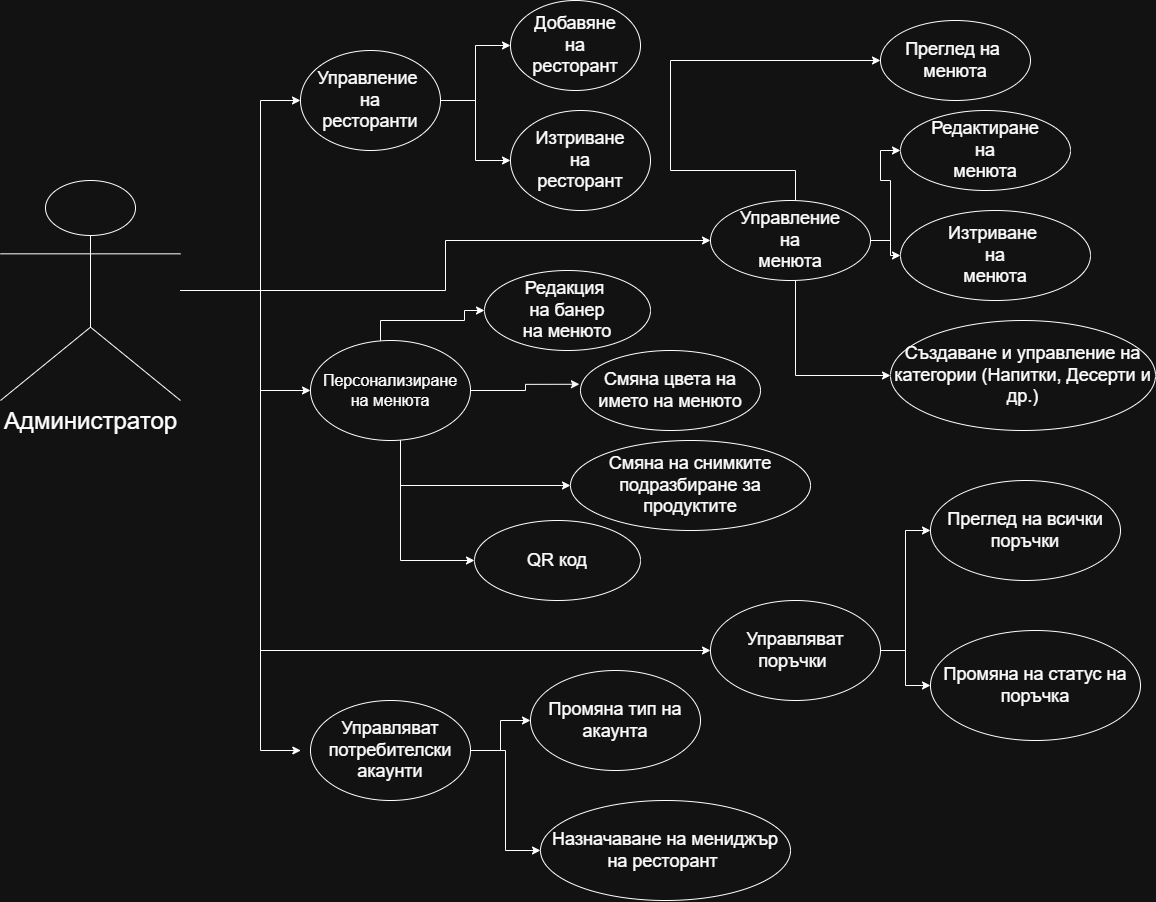 Администратор
Управление
на
ресторанти
Добавяне
на
ресторант
Изтриване
на
ресторант
Управление
на
менюта
Преглед на
менюта
Редактиране
на
менюта
Изтриване
на
менюта
Създаване и управление на
категории (Напитки, Десерти и
др.)
Персонализиране
на менюта
Редакция
на банер
на менюто
Смяна цвета на
името на менюто
Смяна на снимките
подразбиране за
продуктите
QR код
Управляват
поръчки
Преглед на всички
поръчки
Промяна на статус на
поръчка
Управляват
потребителски
акаунти
Промяна тип на
акаунта
Назначаване на мениджър
на ресторант